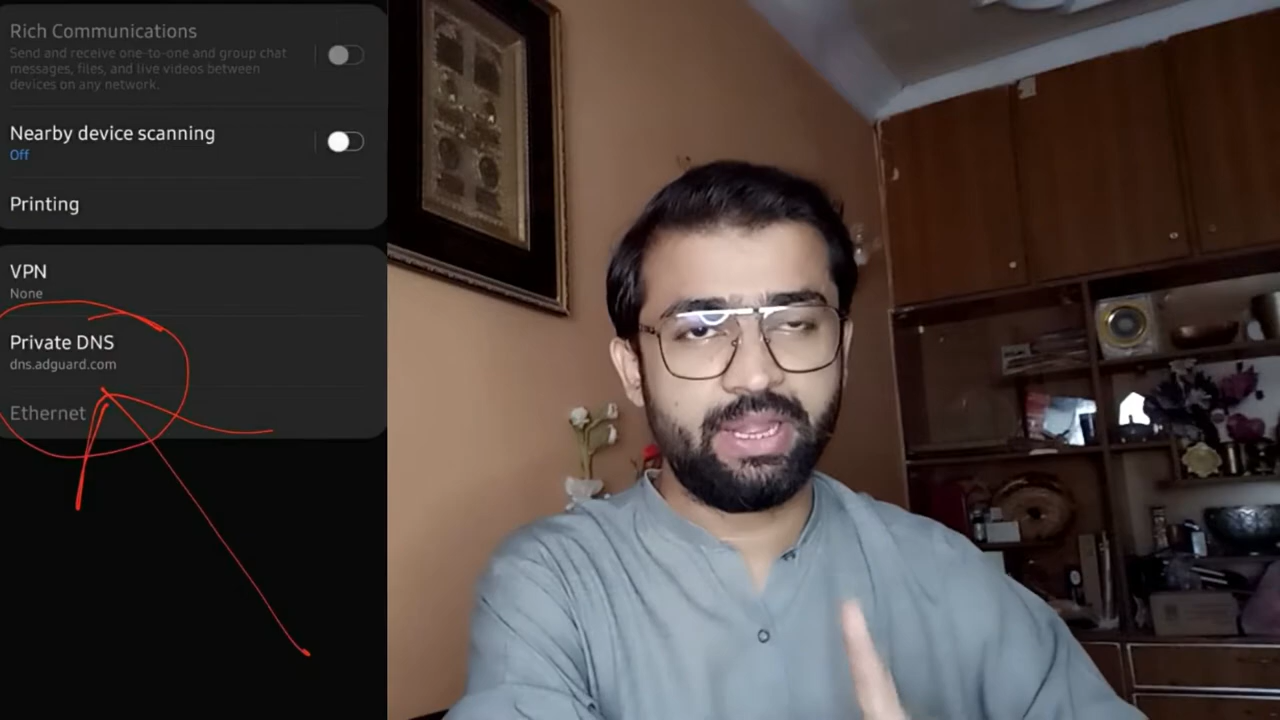 Rich Communications
Send and receive one-to-one and group chat
messages, files, and live videos between
devices on any network.
Nearby device scanning
Off
Printing
VPN
None
Private DNS
dns.adguard.com
Ethernet